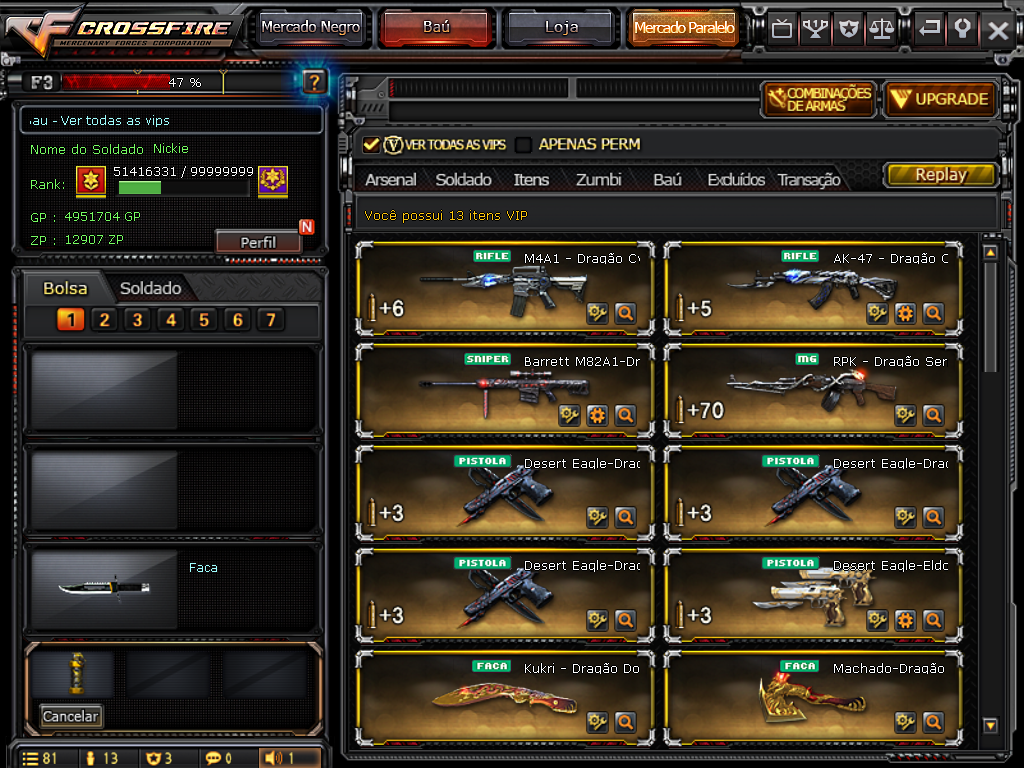 CROSSFIRE
MERCENARY FORCES CORPORATION
Mercado Negro
Baú
Loja
Mercado Paralelo
F3
47 %
?
COMBINAÇÕES
DE ARMAS
UPGRADE
.au - Ver todas as vips
Nome do Soldado Nickie
Rank: 51416331 / 99999999
GP : 4951704 GP
ZP : 12907 ZP
Perfil
N
VER TODAS AS VIPS
APENAS PERM
Arsenal Soldado Itens Zumbi Baú Excluídos Transação
Replay
Você possui 13 itens VIP
Bolsa Soldado
1 2 3 4 5 6 7
Faca
Cancelar
81 13 3 0 1
RIFLE M4A1 - Dragão
+6
RIFLE AK-47 - Dragão
+5
SNIPER Barrett M82A1-Dr
MG RPK - Dragão Ser
+70
PISTOLA Desert Eagle-Drac
+3
PISTOLA Desert Eagle-Drac
+3
PISTOLA Desert Eagle-Drac
+3
PISTOLA Desert Eagle-Eldc
+3
FACA Kukri - Dragão Do
FACA Machado-Dragão